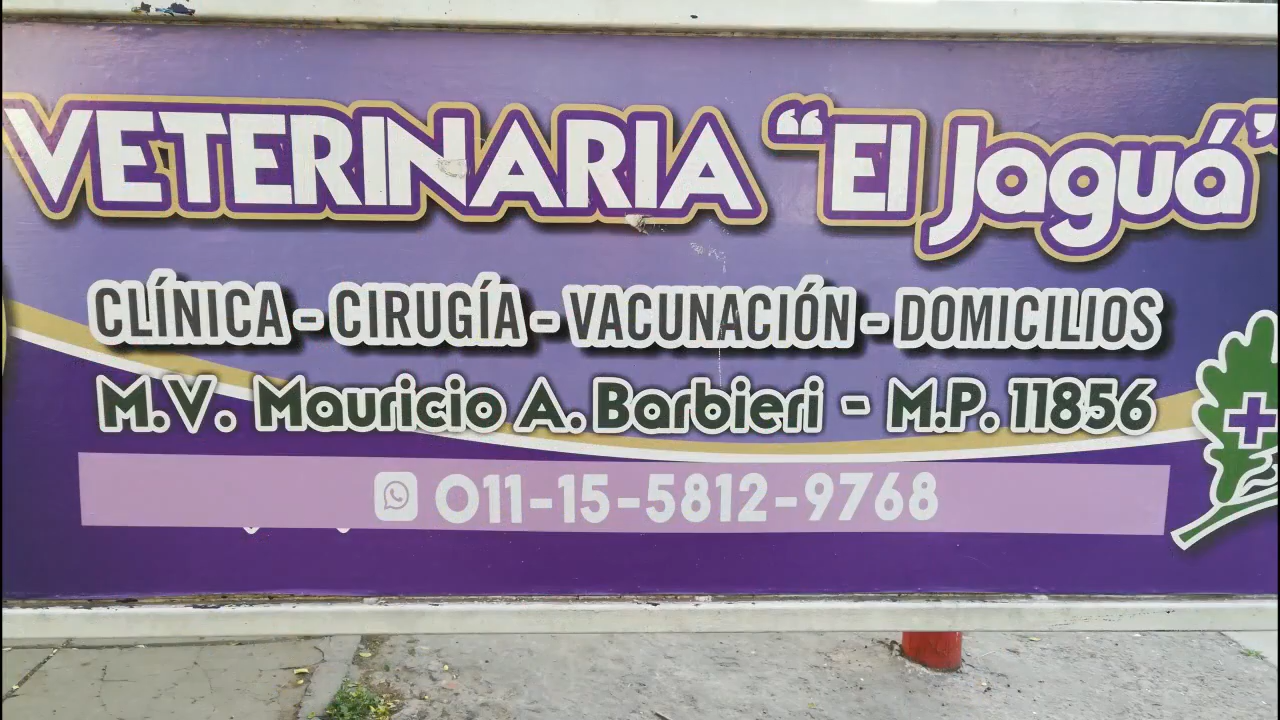 VETERINARIA “El Jaguá”
CLÍNICA - CIRUGÍA - VACUNACIÓN - DOMICILIOS
M.V. Mauricio A. Barbieri - M.P. 11856
011-15-5812-9768